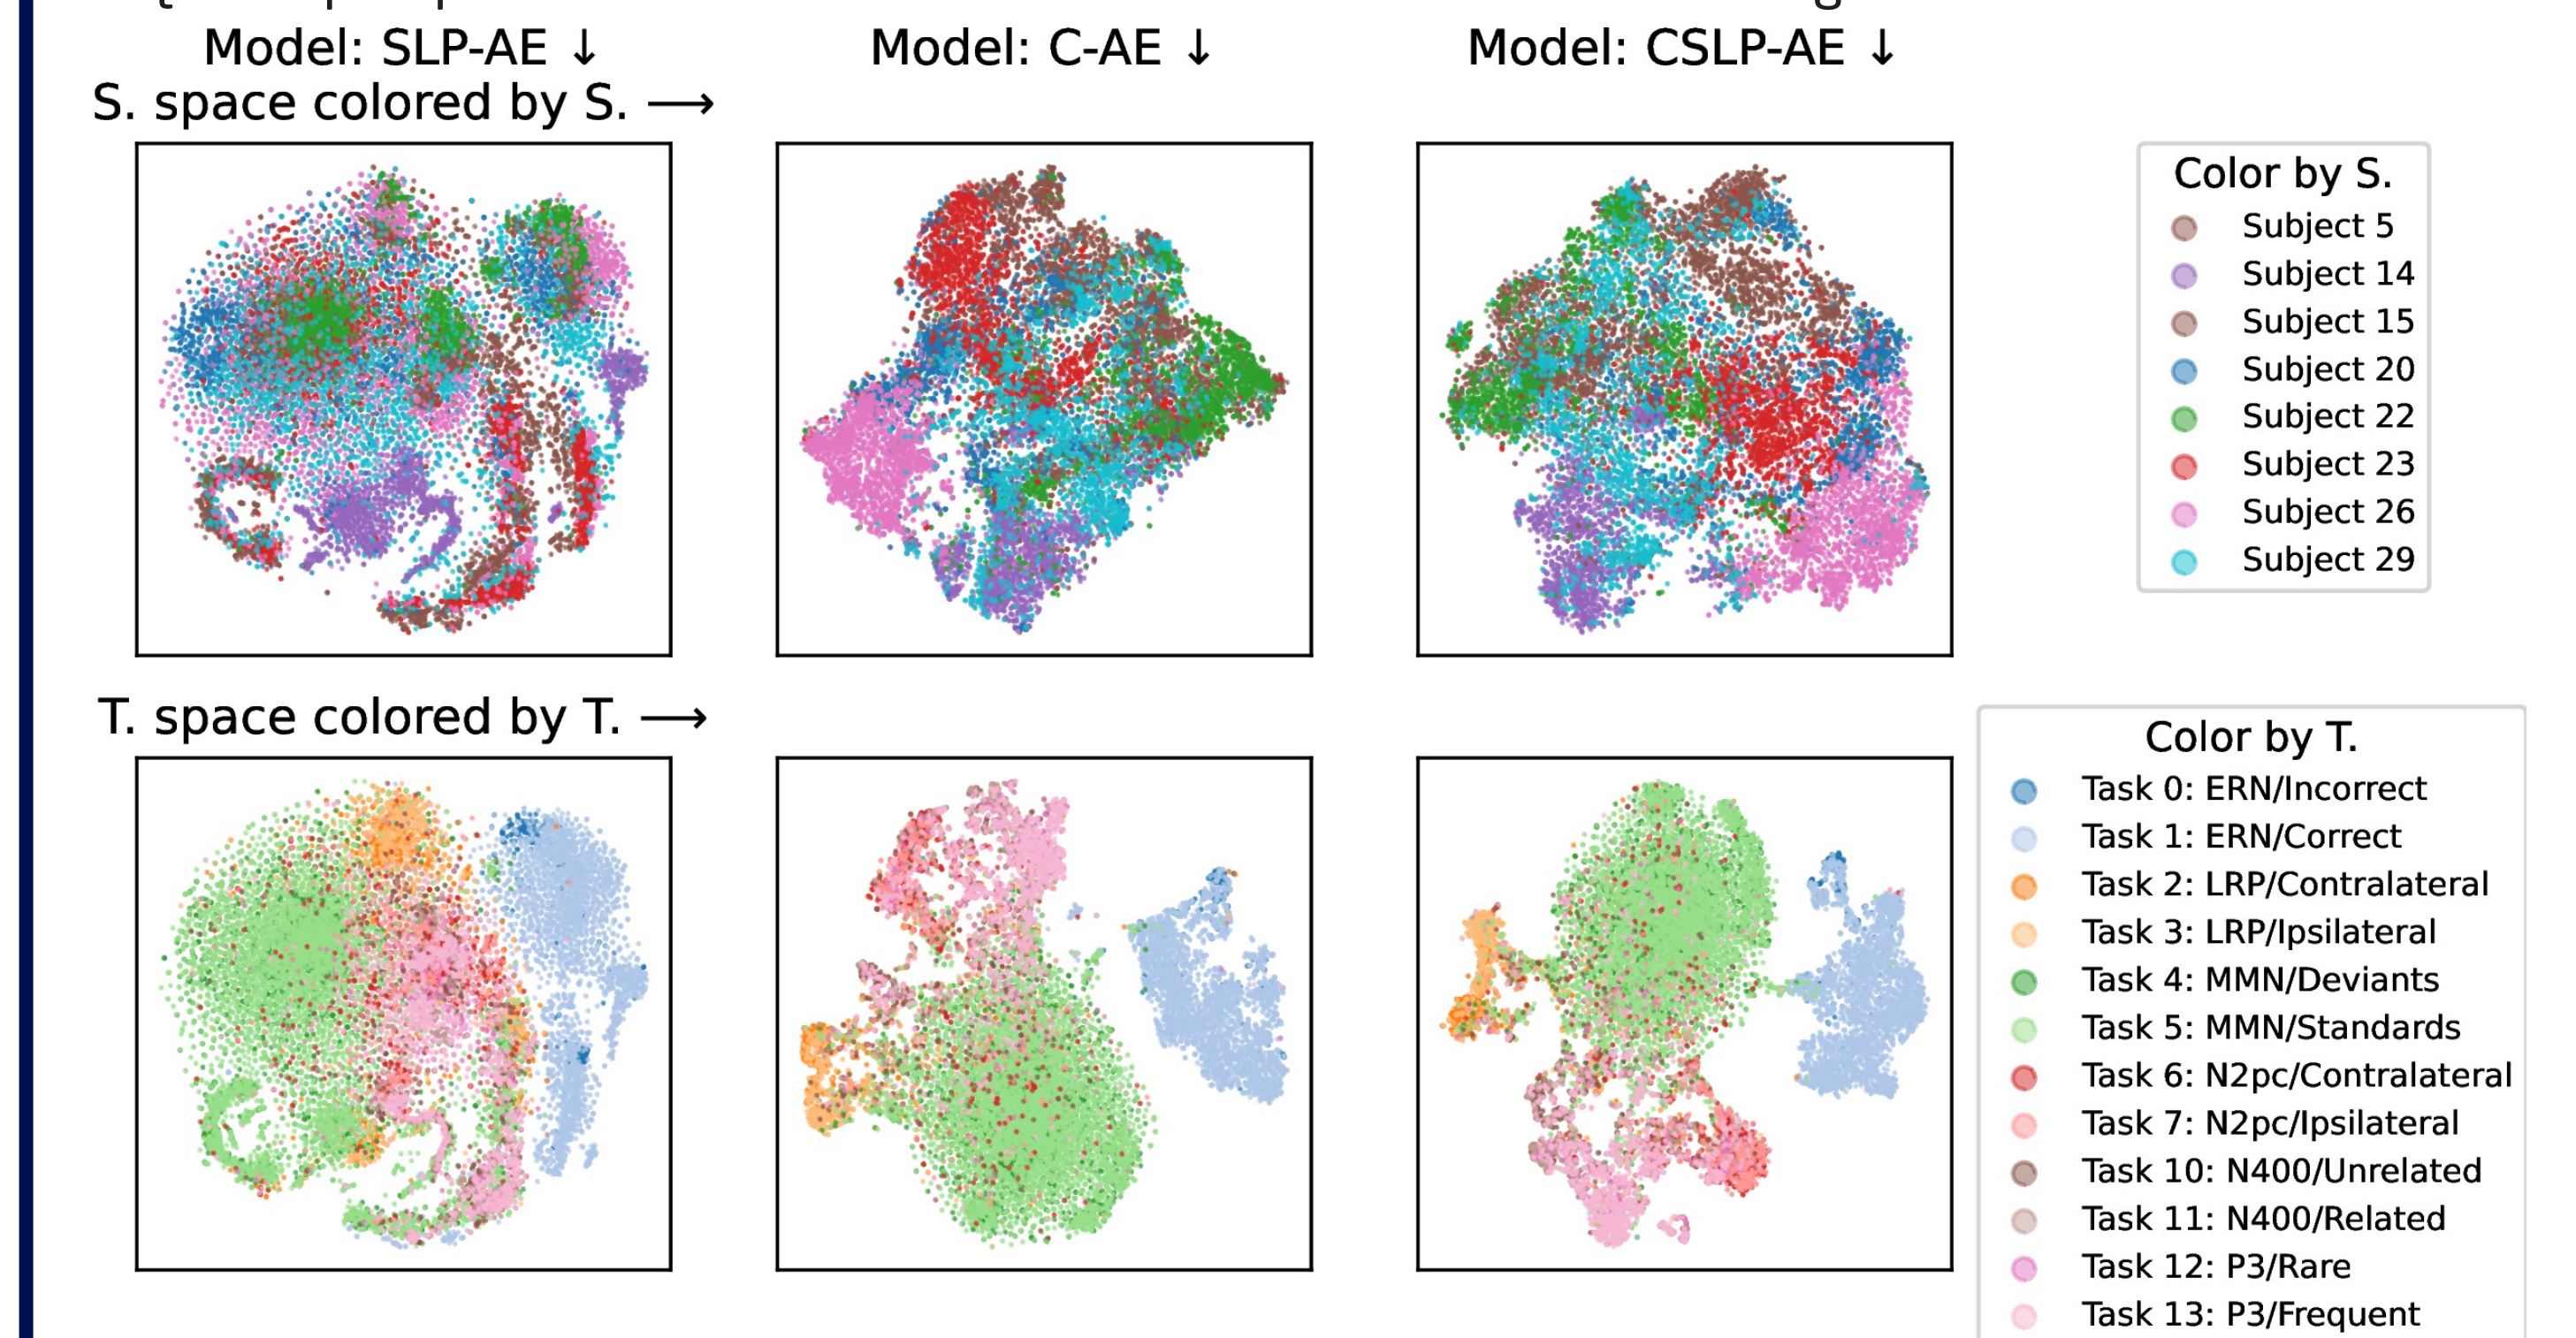 Model: SLP-AE ↓
Model: C-AE ↓
Model: CSLP-AE ↓
S. space colored by S. ⟶
Color by S.
Subject 5
Subject 14
Subject 15
Subject 20
Subject 22
Subject 23
Subject 26
Subject 29
T. space colored by T. ⟶
Color by T.
Task 0: ERN/Incorrect
Task 1: ERN/Correct
Task 2: LRP/Contralateral
Task 3: LRP/Ipsilateral
Task 4: MMN/Deviants
Task 5: MMN/Standards
Task 6: N2pc/Contralateral
Task 7: N2pc/Ipsilateral
Task 10: N400/Unrelated
Task 11: N400/Related
Task 12: P3/Rare
Task 13: P3/Frequent